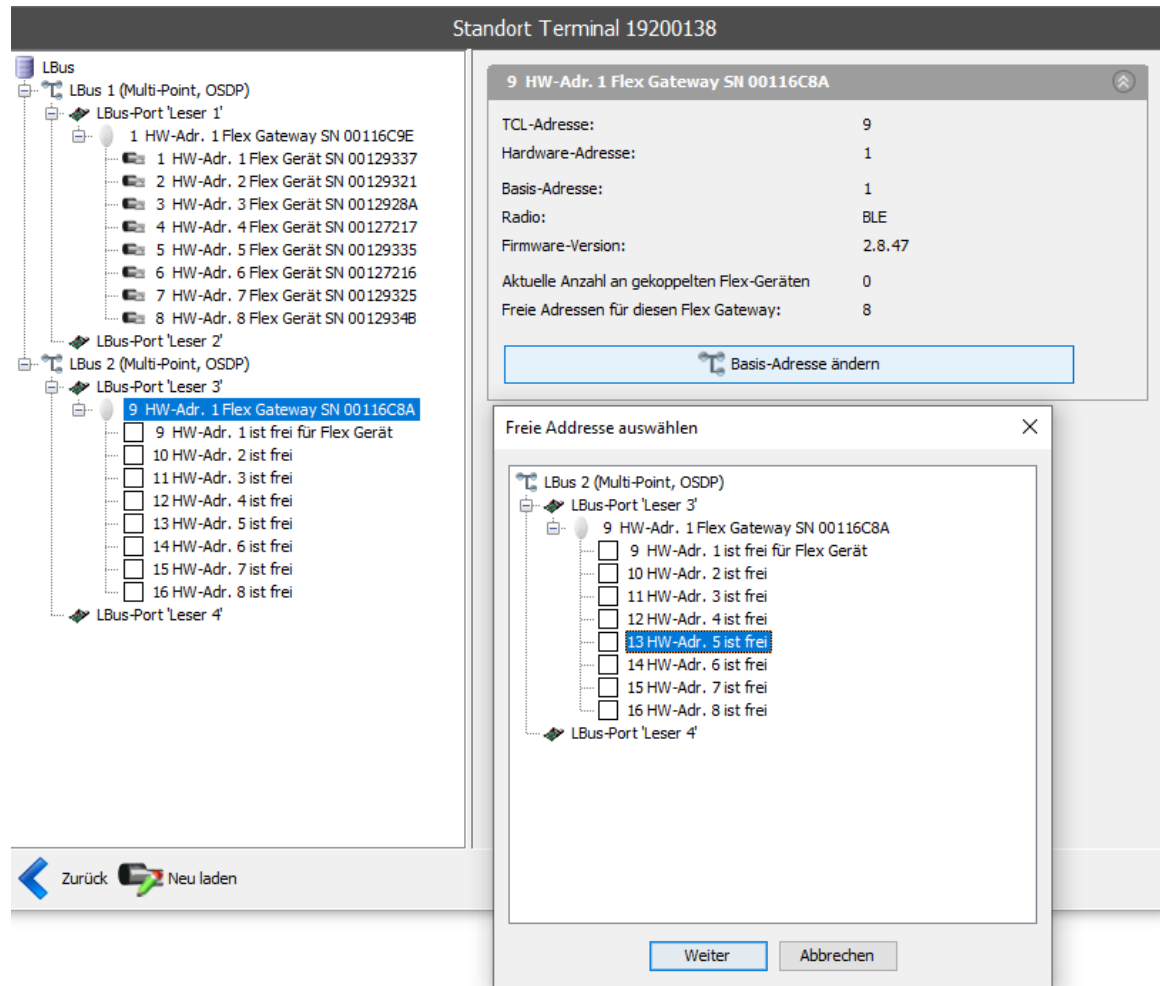 Standort Terminal 19200138
LBus
LBus 1 (Multi-Point, OSDP)
LBus-Port 'Leser 1'
1 HW-Adr. 1 Flex Gateway SN 00116C9E
1 HW-Adr. 1 Flex Gerät SN 00129337
2 HW-Adr. 2 Flex Gerät SN 00129321
3 HW-Adr. 3 Flex Gerät SN 0012928A
4 HW-Adr. 4 Flex Gerät SN 00127217
5 HW-Adr. 5 Flex Gerät SN 00129335
6 HW-Adr. 6 Flex Gerät SN 00127216
7 HW-Adr. 7 Flex Gerät SN 00129325
8 HW-Adr. 8 Flex Gerät SN 0012934B
LBus-Port 'Leser 2'
LBus 2 (Multi-Point, OSDP)
LBus-Port 'Leser 3'
9 HW-Adr. 1 Flex Gateway SN 00116C8A
9 HW-Adr. 1 ist frei für Flex Gerät
10 HW-Adr. 2 ist frei
11 HW-Adr. 3 ist frei
12 HW-Adr. 4 ist frei
13 HW-Adr. 5 ist frei
14 HW-Adr. 6 ist frei
15 HW-Adr. 7 ist frei
16 HW-Adr. 8 ist frei
LBus-Port 'Leser 4'
9 HW-Adr. 1 Flex Gateway SN 00116C8A
TCL-Adresse: 9
Hardware-Adresse: 1
Basis-Adresse: 1
Radio: BLE
Firmware-Version: 2.8.47
Aktuelle Anzahl an gekoppelten Flex-Geräten 0
Freie Adressen für diesen Flex Gateway: 8
Basis-Adresse ändern
Freie Addresse auswählen
LBus 2 (Multi-Point, OSDP)
LBus-Port 'Leser 3'
9 HW-Adr. 1 Flex Gateway SN 00116C8A
9 HW-Adr. 1 ist frei für Flex Gerät
10 HW-Adr. 2 ist frei
11 HW-Adr. 3 ist frei
12 HW-Adr. 4 ist frei
13 HW-Adr. 5 ist frei
14 HW-Adr. 6 ist frei
15 HW-Adr. 7 ist frei
16 HW-Adr. 8 ist frei
LBus-Port 'Leser 4'
Weiter Abbrechen
Zurück Neu laden